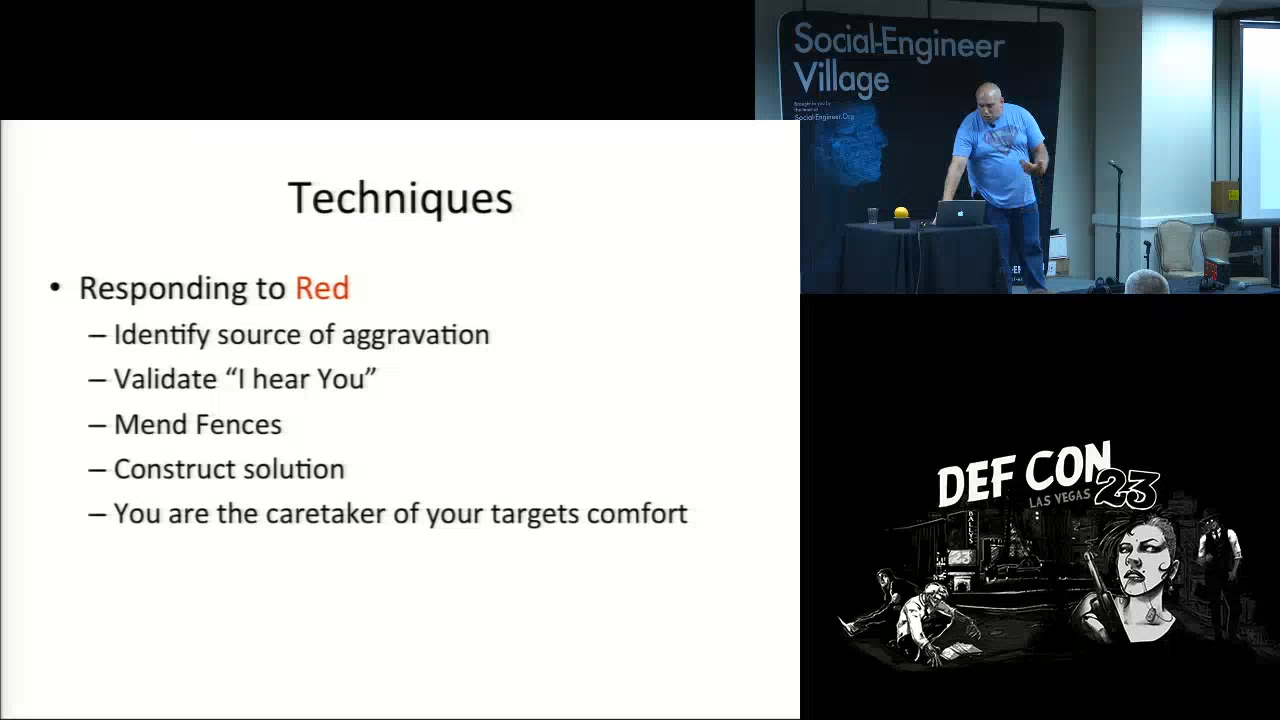 Social-Engineer
Village
Brought to you by
the team at
Social-Engineer.Org
Techniques
• Responding to Red
– Identify source of aggravation
– Validate “I hear You”
– Mend Fences
– Construct solution
– You are the caretaker of your targets comfort
DEF CON
LAS VEGAS 23
BALLY'S
23